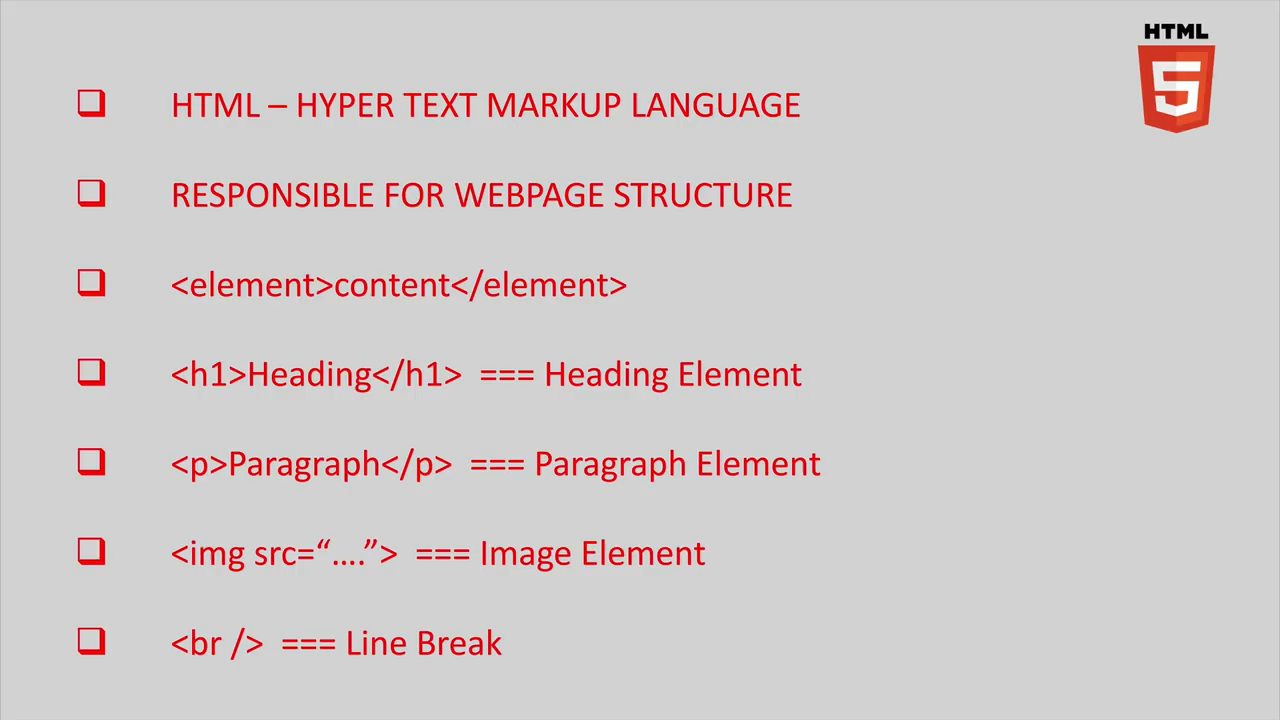 HTML
5
HTML – HYPER TEXT MARKUP LANGUAGE
RESPONSIBLE FOR WEBPAGE STRUCTURE
<element>content</element>
<h1>Heading</h1>  === Heading Element
<p>Paragraph</p>  === Paragraph Element
<img src=“....”>  === Image Element
<br />  === Line Break